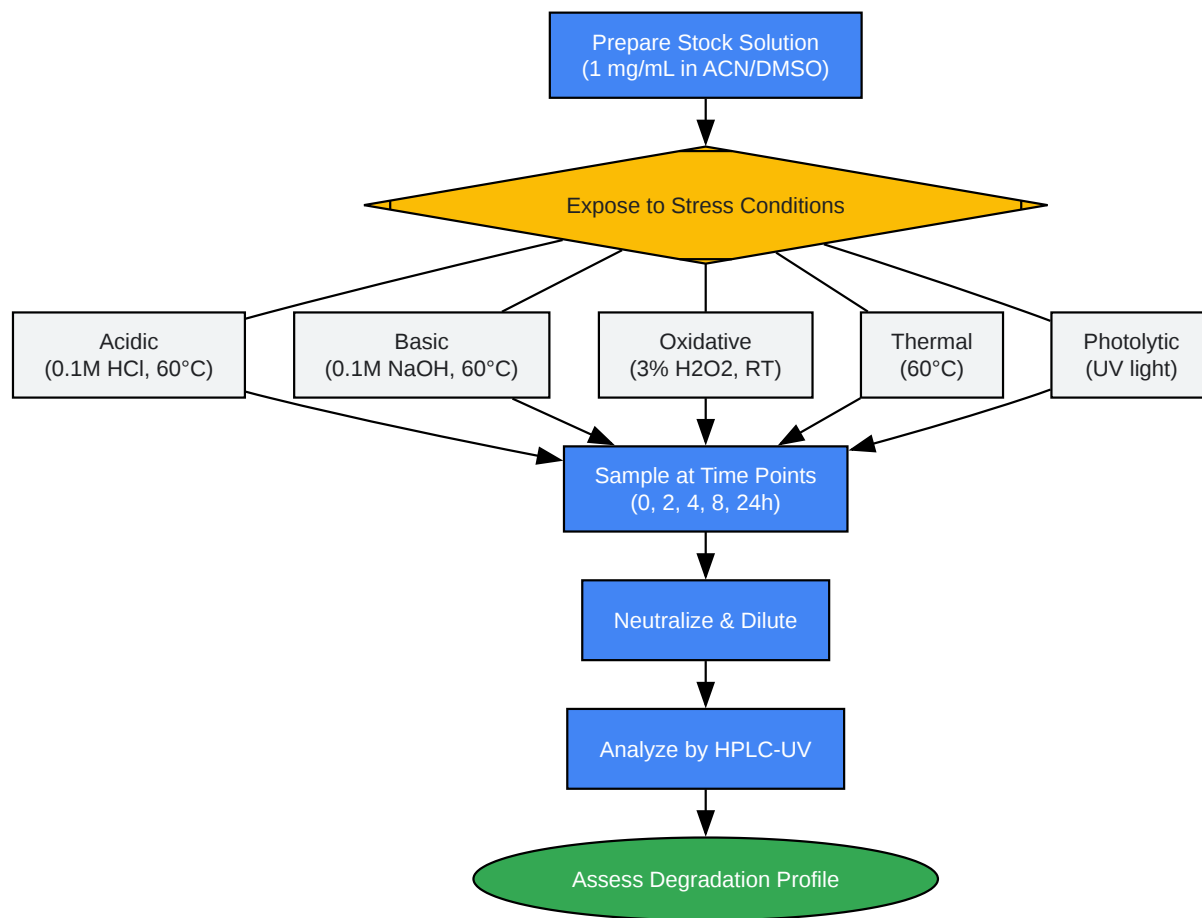 Prepare Stock Solution
(1 mg/mL in ACN/DMSO)
Expose to Stress Conditions
Acidic
(0.1M HCl, 60°C)
Basic
(0.1M NaOH, 60°C)
Oxidative
(3% H2O2, RT)
Thermal
(60°C)
Photolytic
(UV light)
Sample at Time Points
(0, 2, 4, 8, 24h)
Neutralize & Dilute
Analyze by HPLC-UV
Assess Degradation Profile